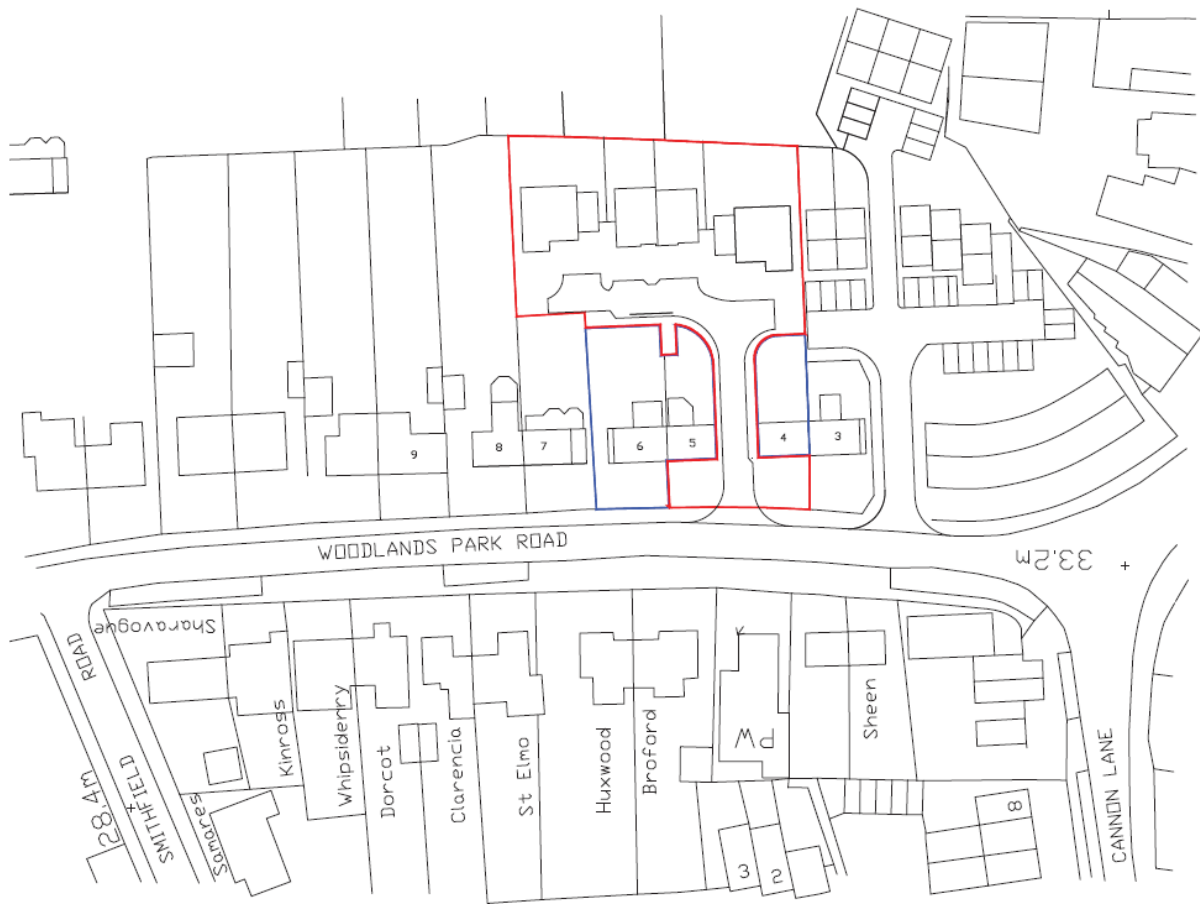 9
8
7
6
5
4
3
WOODLANDS PARK ROAD
33.2m
Sharavogue
SMITHFIELD ROAD
28.4m
Samares
Kinross
Whipsiderry
Dorcot
Clarencia
St Elmo
Huxwood
Broford
PW
Sheen
3
2
8
CANNON LANE